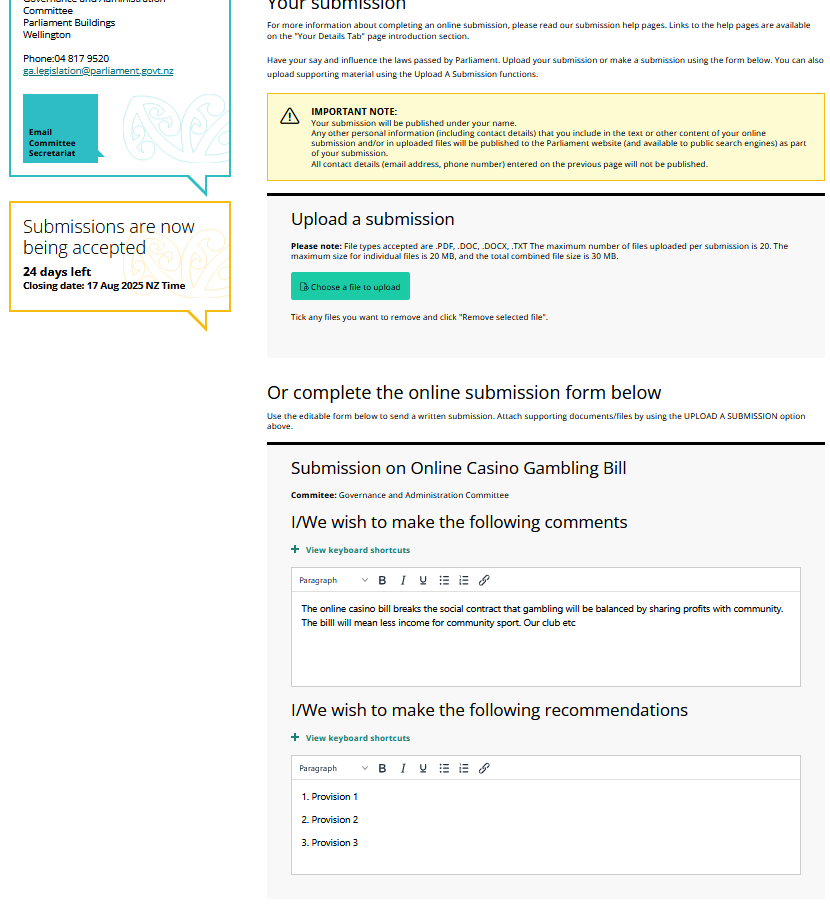 Governance and Administration
Committee
Parliament Buildings
Wellington
Phone:04 817 9520
ga.legislation@parliament.govt.nz
Email
Committee
Secretariat
Submissions are now
being accepted
24 days left
Closing date: 17 Aug 2025 NZ Time
Your submission
For more information about completing an online submission, please read our submission help pages. Links to the help pages are available
on the "Your Details Tab" page introduction section.
Have your say and influence the laws passed by Parliament. Upload your submission or make a submission using the form below. You can also
upload supporting material using the Upload A Submission functions.
IMPORTANT NOTE:
Your submission will be published under your name.
Any other personal information (including contact details) that you include in the text or other content of your online
submission and/or in uploaded files will be published to the Parliament website (and available to public search engines) as part
of your submission.
All contact details (email address, phone number) entered on the previous page will not be published.
Upload a submission
Please note: File types accepted are .PDF, .DOC, .DOCX, .TXT The maximum number of files uploaded per submission is 20. The
maximum size for individual files is 20 MB, and the total combined file size is 30 MB.
Choose a file to upload
Tick any files you want to remove and click "Remove selected file".
Or complete the online submission form below
Use the editable form below to send a written submission. Attach supporting documents/files by using the UPLOAD A SUBMISSION option
above.
Submission on Online Casino Gambling Bill
Commitee: Governance and Administration Committee
I/We wish to make the following comments
+ View keyboard shortcuts
Paragraph B I U
The online casino bill breaks the social contract that gambling will be balanced by sharing profits with community.
The billl will mean less income for community sport. Our club etc
I/We wish to make the following recommendations
+ View keyboard shortcuts
Paragraph B I U
1. Provision 1
2. Provision 2
3. Provision 3